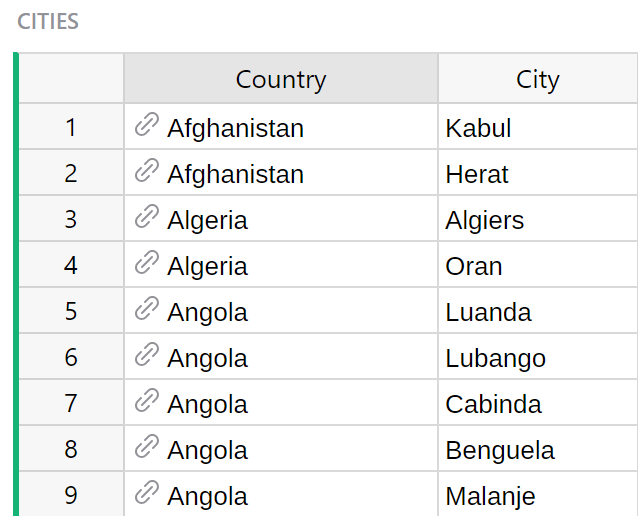 CITIES
Country City
1 Afghanistan Kabul
2 Afghanistan Herat
3 Algeria Algiers
4 Algeria Oran
5 Angola Luanda
6 Angola Lubango
7 Angola Cabinda
8 Angola Benguela
9 Angola Malanje